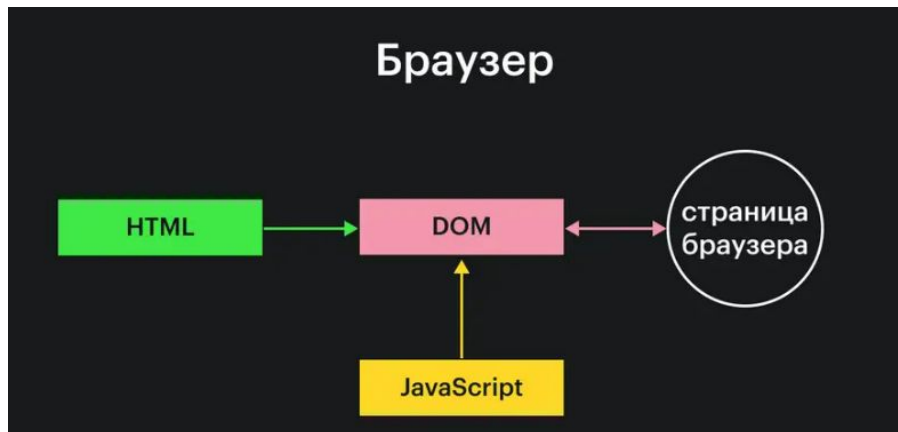 Браузер
HTML
DOM
страница
браузера
JavaScript